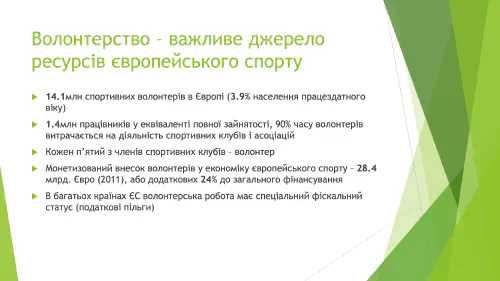 Волонтерство – важливе джерело
ресурсів європейського спорту
14.1млн спортивних волонтерів в Європі (3.9% населення працездатного
віку)
1.4млн працівників у еквіваленті повної зайнятості, 90% часу волонтерів
витрачається на діяльність спортивних клубів і асоціацій
Кожен п’ятий з членів спортивних клубів – волонтер
Монетизований внесок волонтерів у економіку європейського спорту – 28.4
млрд. Євро (2011), або додаткових 24% до загального фінансування
В багатьох країнах ЄС волонтерська робота має спеціальний фіскальний
статус (податкові пільги)